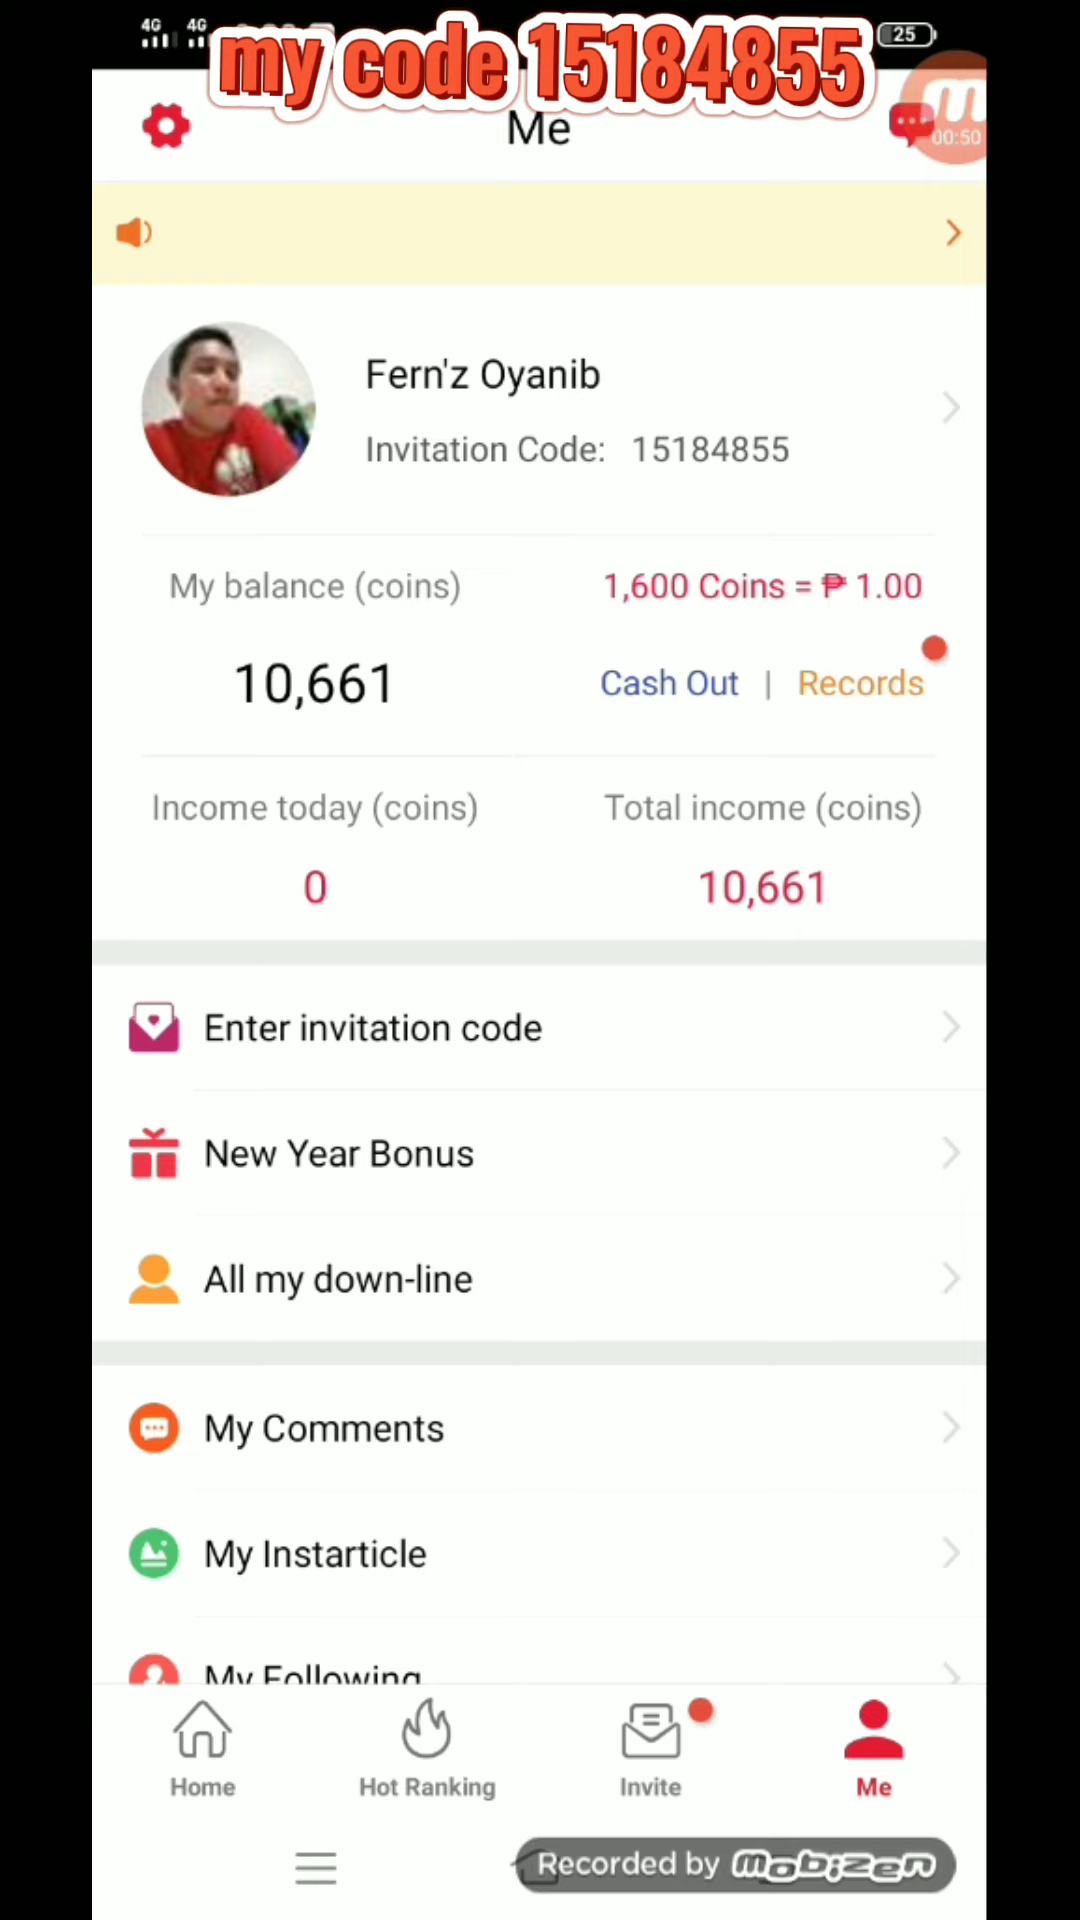 4G 4G
25
my code 15184855
Me
00:50
Fern'z Oyanib
Invitation Code: 15184855
My balance (coins)
1,600 Coins = ₱ 1.00
10,661
Cash Out | Records
Income today (coins)
Total income (coins)
0
10,661
Enter invitation code
New Year Bonus
All my down-line
My Comments
My Instarticle
My Following
Home
Hot Ranking
Invite
Me
Recorded by mobizen